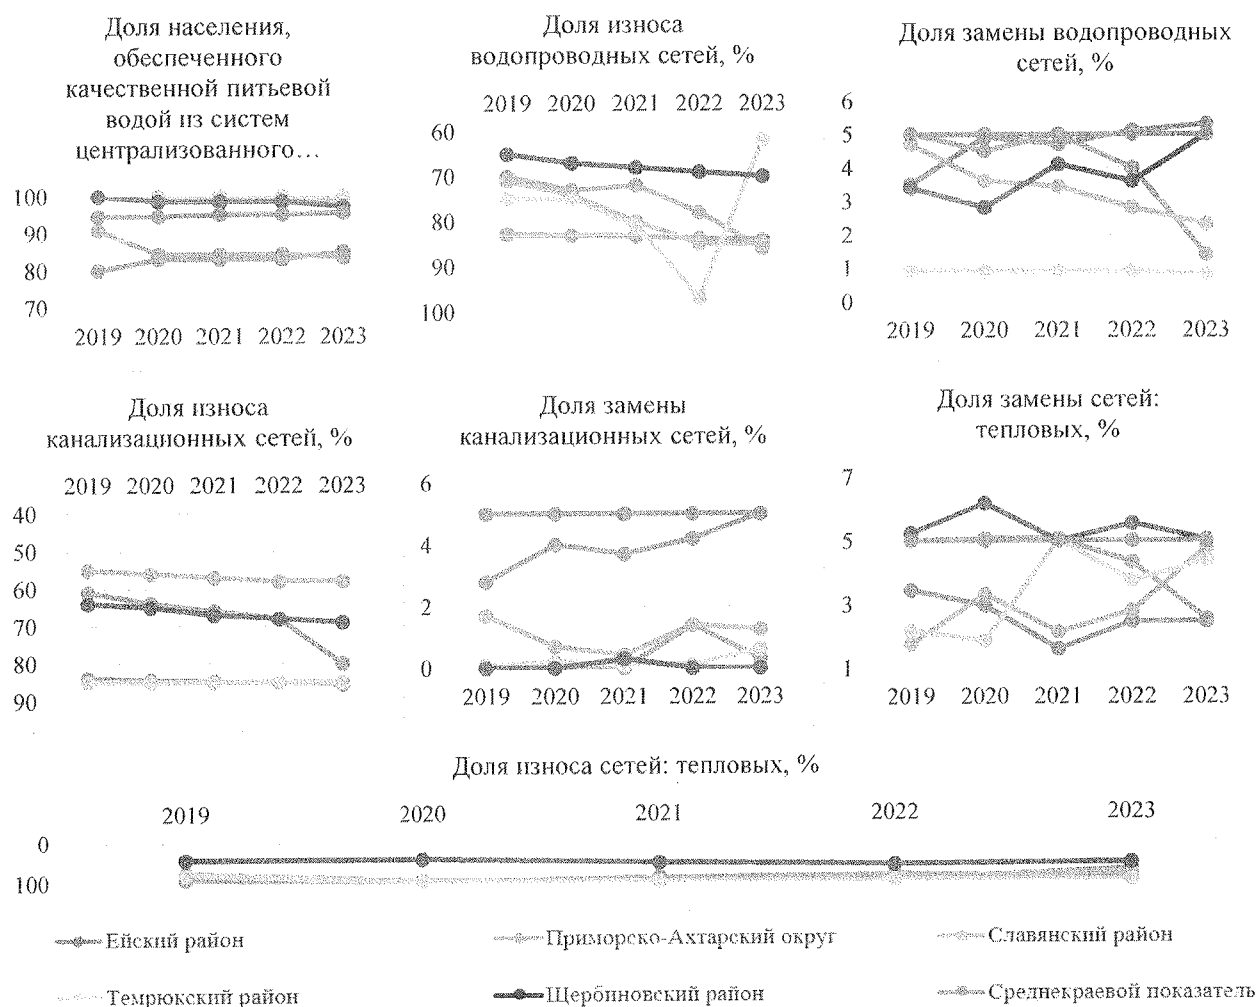 Доля населения,
обеспеченного
качественной питьевой
водой из систем
централизованного...
100
90
80
70
2019 2020 2021 2022 2023
Доля износа
водопроводных сетей, %
2019 2020 2021 2022 2023
60
70
80
90
100
Доля замены водопроводных
сетей, %
6
5
4
3
2
1
0
2019 2020 2021 2022 2023
Доля износа
канализационных сетей, %
2019 2020 2021 2022 2023
40
50
60
70
80
90
Доля замены
канализационных сетей, %
6
4
2
0
2019 2020 2021 2022 2023
Доля замены сетей:
тепловых, %
7
5
3
1
2019 2020 2021 2022 2023
Доля износа сетей: тепловых, %
2019 2020 2021 2022 2023
0
100
Ейский район
Приморско-Ахтарский округ
Славянский район
Темрюкский район
Щербиновский район
Среднекраевой показатель